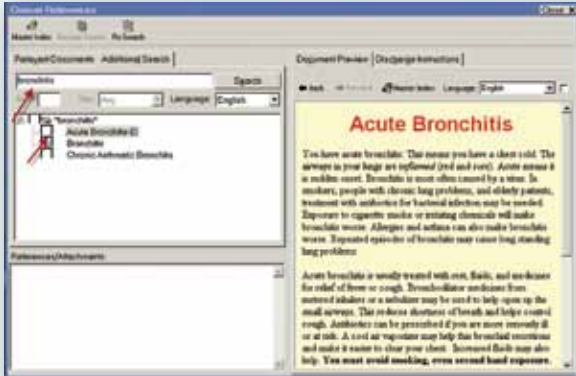 Clinical References
Close
Master Index Re Search
Relevant Documents Additional Search
Document Preview Discharge Instructions
bronchitis
Search
Sex: Any Language: English
Back Master Index Language: English
"bronchitis"
Acute Bronchitis-El
Bronchitis
Chronic Asthmatic Bronchitis
References/Attachments
Acute Bronchitis
You have acute bronchitis. This means you have a chest cold. The
airways in your lungs are inflamed (red and sore). Acute means it
is sudden onset. Bronchitis is most often caused by a virus. In
smokers, people with chronic lung problems, and elderly patients,
treatment with antibiotics for bacterial infection may be needed.
Exposure to cigarette smoke or irritating chemicals will make
bronchitis worse. Allergies and asthma can also make bronchitis
worse. Repeated episodes of bronchitis may cause long standing
lung problems.
Acute bronchitis is usually treated with rest, fluids, and medicines
for relief of fever or cough. Bronchodilator medicines from
metered inhalers or a nebulizer may be used to help open up the
small airways. This reduces shortness of breath and helps control
cough. Antibiotics can be prescribed if you are more seriously ill
or at risk. A cool air vaporizer may help thin bronchial secretions
and make it easier to clear your chest. Increased fluids may also
help. You must avoid smoking, even second hand exposure.